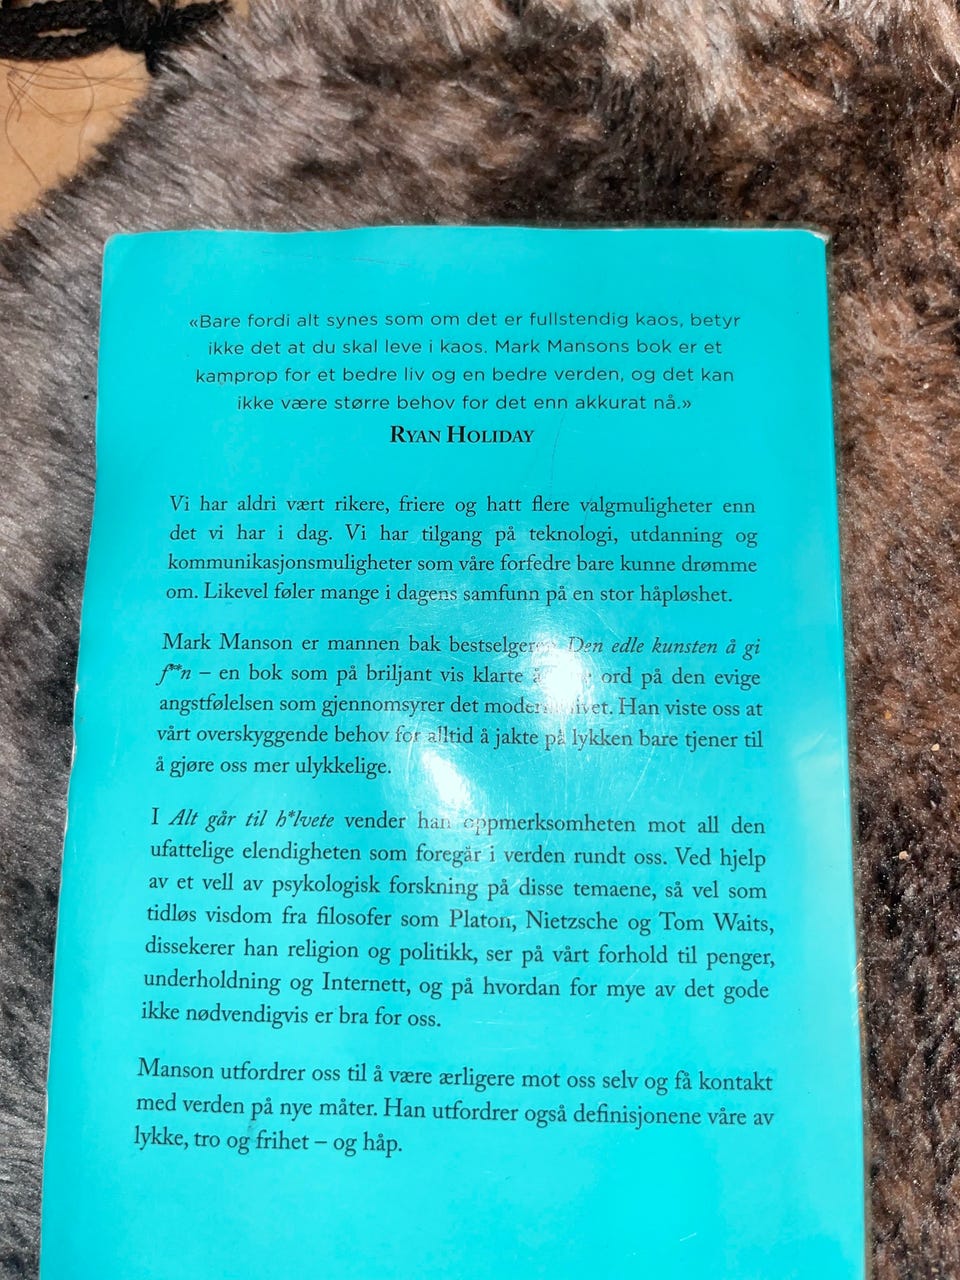 «Bare fordi alt synes som om det er fullstendig kaos, betyr
ikke det at du skal leve i kaos. Mark Mansons bok er et
kamprop for et bedre liv og en bedre verden, og det kan
ikke være større behov for det enn akkurat nå.»
RYAN HOLIDAY
Vi har aldri vært rikere, friere og hatt flere valgmuligheter enn
det vi har i dag. Vi har tilgang på teknologi, utdanning og
kommunikasjonsmuligheter som våre forfedre bare kunne drømme
om. Likevel føler mange i dagens samfunn på en stor håpløshet.
Mark Manson er mannen bak Den edle kunsten å gi
f**n – en bok som på briljant vis klarte å ord på den evige
angstfølelsen som gjennomsyrer det livet. Han viste oss at
vårt overskyggende behov for alltid å jakte på lykken bare tjener til
å gjøre oss mer ulykkelige.
I Alt går til h*lvete vender han oppmerksomheten mot all den
ufattelige elendigheten som foregår i verden rundt oss. Ved hjelp
av et vell av psykologisk forskning på disse temaene, så vel som
tidløs visdom fra filosofer som Platon, Nietzsche og Tom Waits,
dissekerer han religion og politikk, ser på vårt forhold til penger,
underholdning og Internett, og på hvordan for mye av det gode
ikke nødvendigvis er bra for oss.
Manson utfordrer oss til å være ærligere mot oss selv og få kontakt
med verden på nye måter. Han utfordrer også definisjonene våre av
lykke, tro og frihet – og håp.